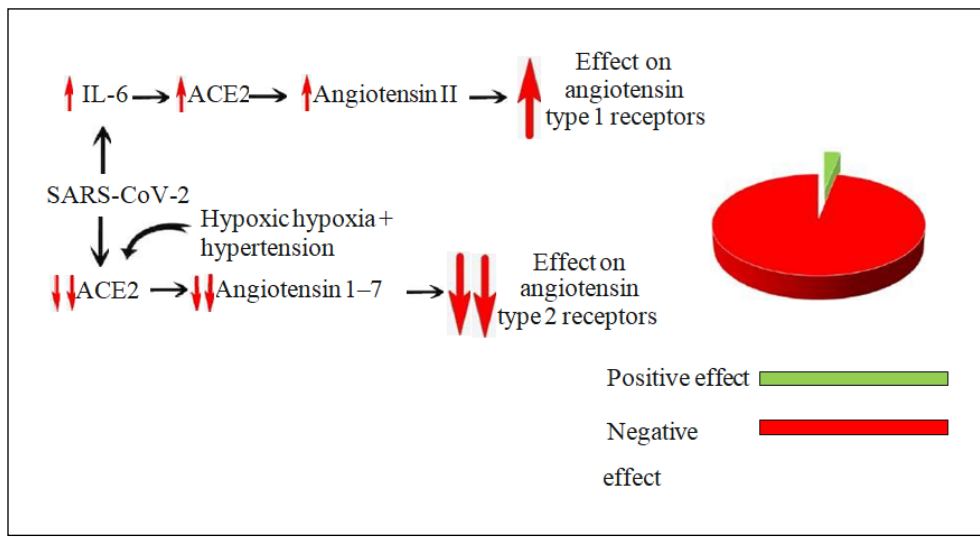 IL-6
ACE2
Angiotensin II
Effect on
angiotensin
type 1 receptors
SARS-CoV-2
Hypoxic hypoxia +
hypertension
ACE2
Angiotensin 1–7
Effect on
angiotensin
type 2 receptors
Positive effect
Negative
effect